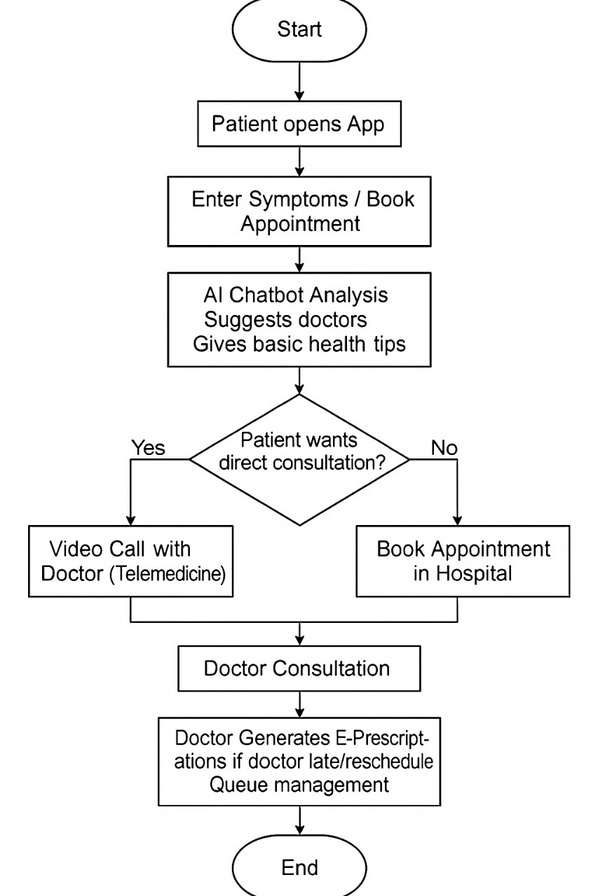 Start
Patient opens App
Enter Symptoms / Book
Appointment
AI Chatbot Analysis
Suggests doctors
Gives basic health tips
Patient wants
direct consultation?
Yes
No
Video Call with
Doctor (Telemedicine)
Book Appointment
in Hospital
Doctor Consultation
Doctor Generates E-Prescript-
ations if doctor late/reschedule
Queue management
End